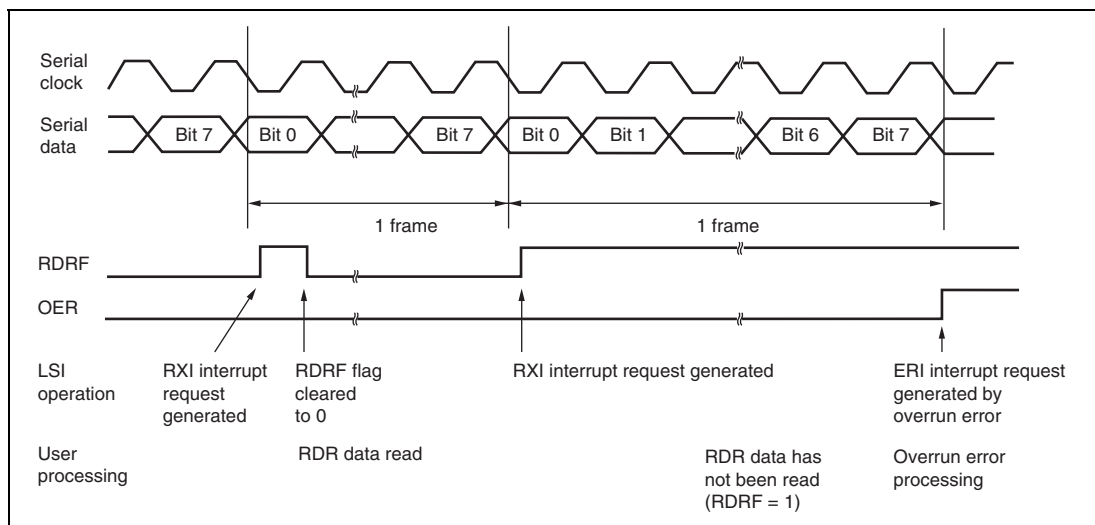 Serial
clock
Serial
data
Bit 7
Bit 0
Bit 7
Bit 0
Bit 1
Bit 6
Bit 7
1 frame
1 frame
RDRF
OER
LSI
operation
RXI interrupt
request
generated
RDRF flag
cleared
to 0
RXI interrupt request generated
ERI interrupt request
generated by
overrun error
User
processing
RDR data read
RDR data has
not been read
(RDRF = 1)
Overrun error
processing